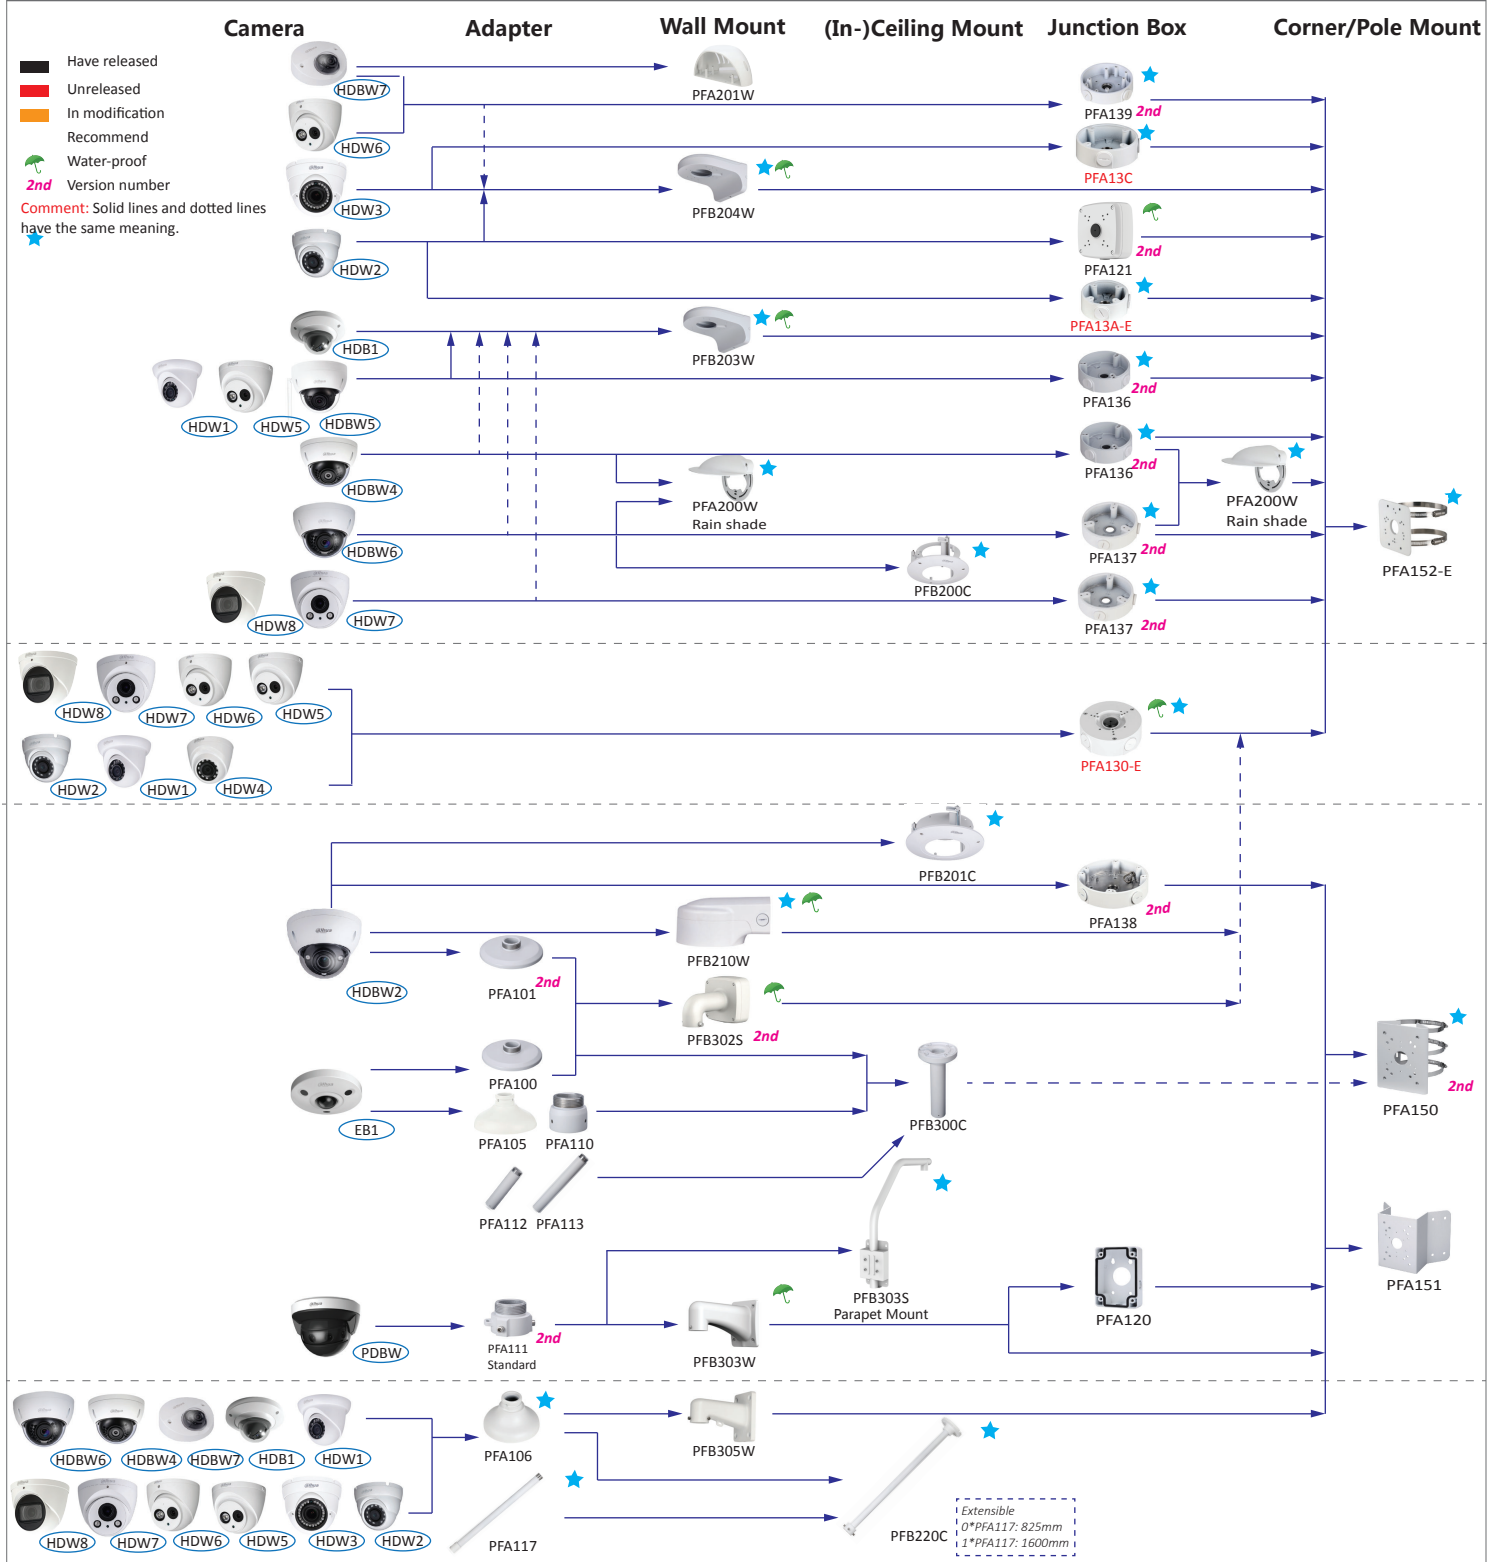 Camera
Adapter
Wall Mount
(In-)Ceiling Mount
Junction Box
Corner/Pole Mount
Have released
Unreleased
In modification
Recommend
Water-proof
2nd Version number
Comment: Solid lines and dotted lines
have the same meaning.
HDBW7
PFA201W
PFA139 2nd
HDW6
PFA13C
HDW3
PFB204W
HDW2
PFA121
2nd
PFA13A-E
HDB1
PFB203W
HDW1
HDW5
HDBW5
PFA136
2nd
HDBW4
PFA200W
Rain shade
PFA136
2nd
PFA200W
Rain shade
HDBW6
PFB200C
PFA137
2nd
PFA152-E
HDW8
HDW7
PFA137 2nd
HDW8
HDW7
HDW6
HDW5
HDW2
HDW1
HDW4
PFA130-E
PFB201C
PFA138
2nd
HDBW2
PFA101
2nd
PFB210W
PFB302S 2nd
PFA100
EB1
PFA105
PFA110
PFB300C
PFA150
2nd
PFA112
PFA113
PFB303S
Parapet Mount
PFA151
PDBW
PFA111
Standard
2nd
PFB303W
PFA120
HDBW6
HDBW4
HDBW7
HDB1
HDW1
PFA106
PFB305W
HDW8
HDW7
HDW6
HDW5
HDW3
HDW2
PFA117
PFB220C
Extensible
0*PFA117: 825mm
1*PFA117: 1600mm